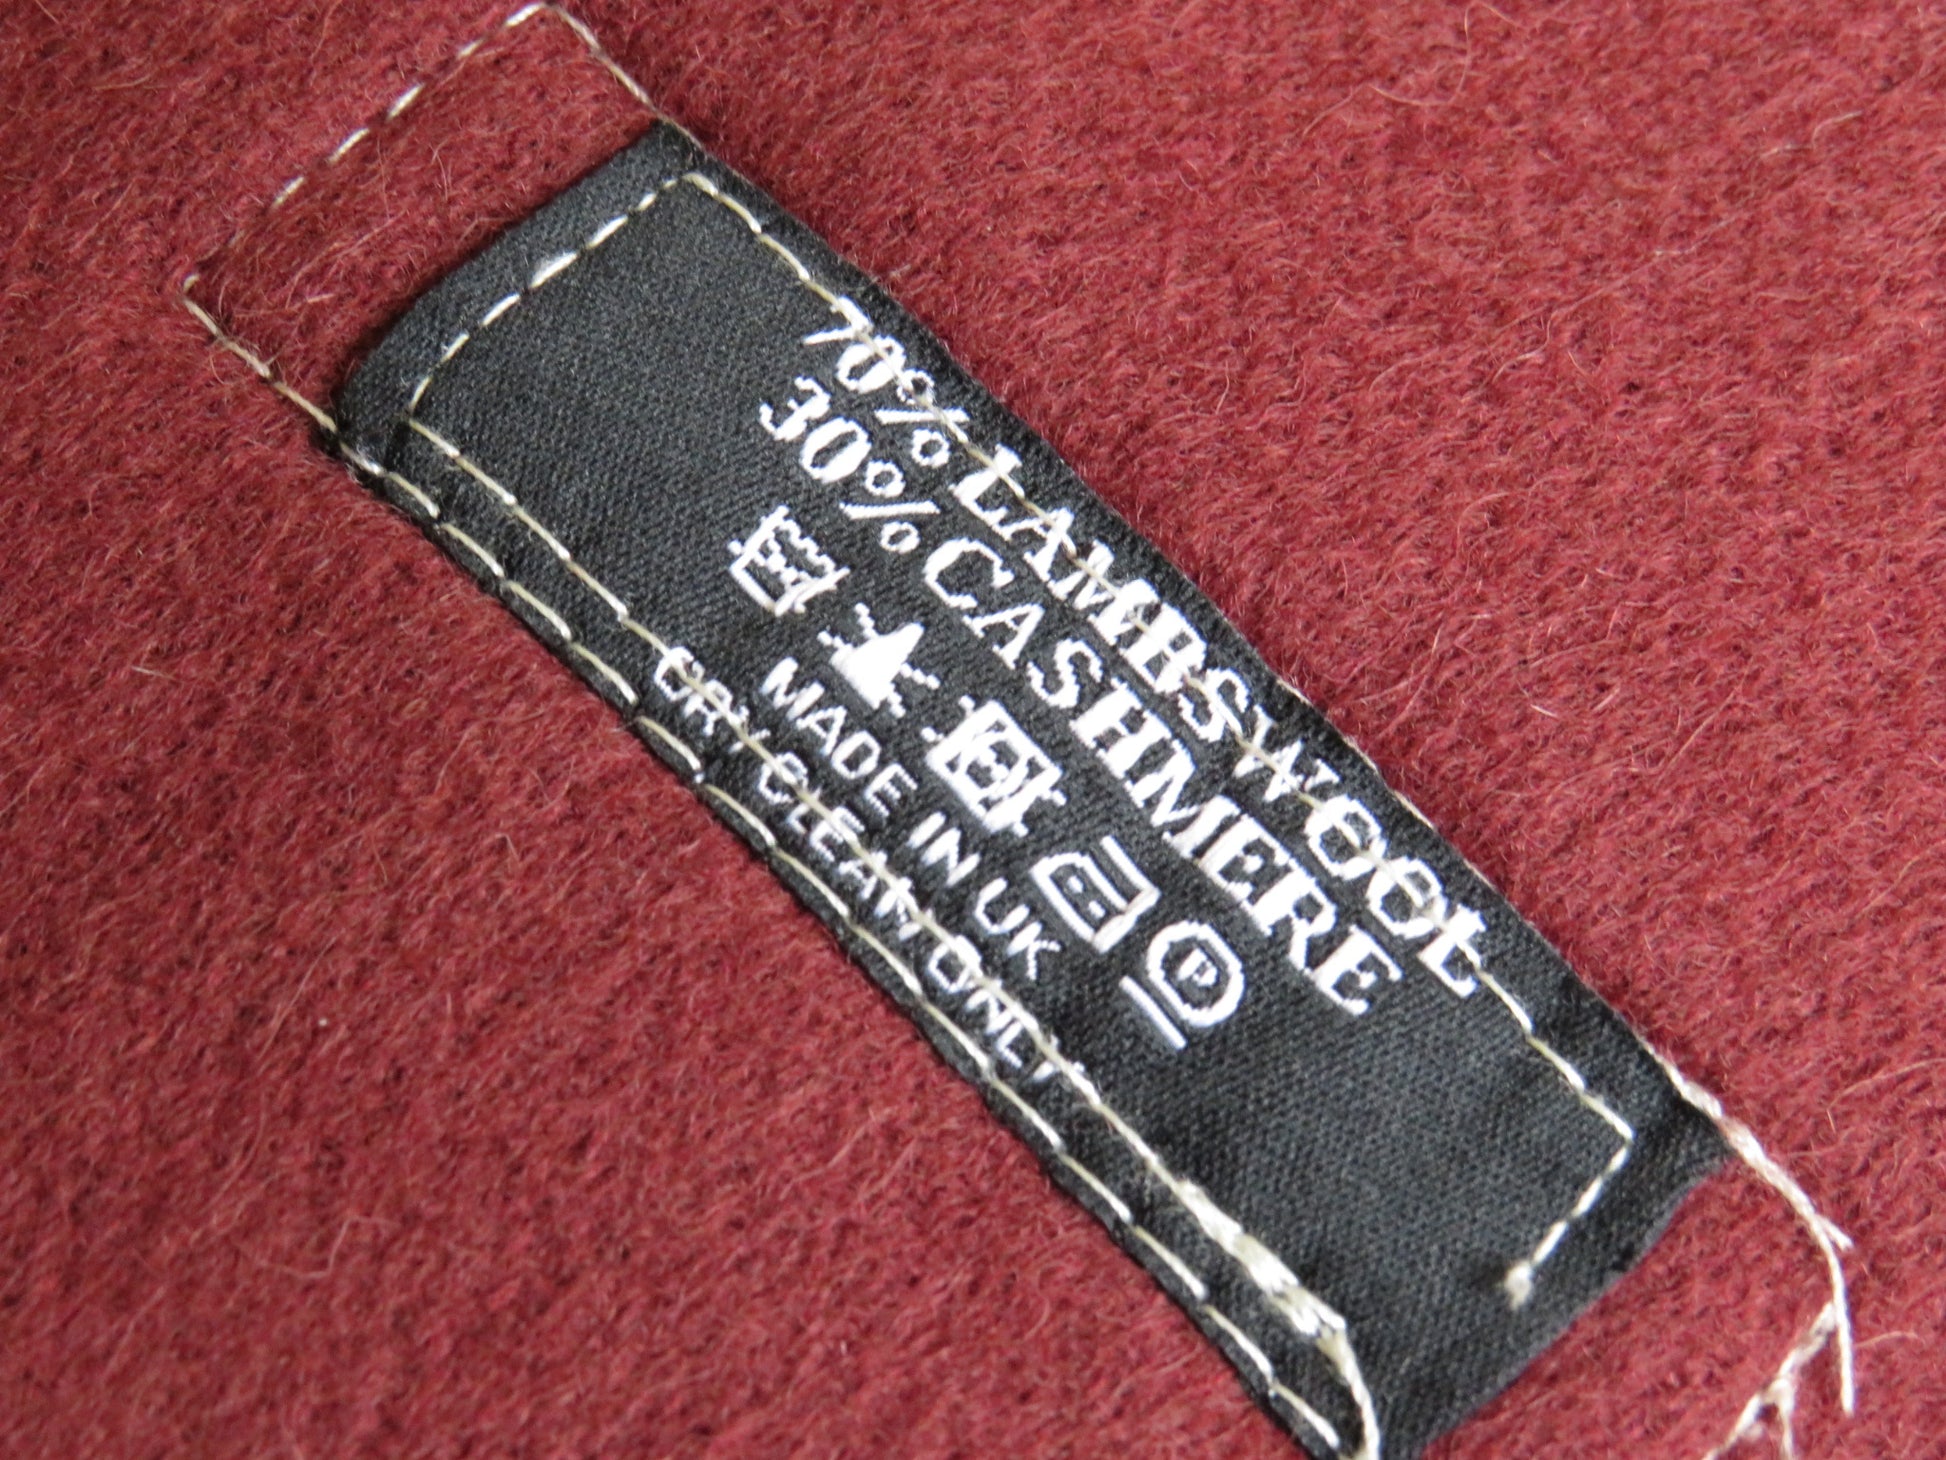 70% LAMBSWOOL
30% CASHMERE
P
MADE IN UK
DRY CLEAN ONLY